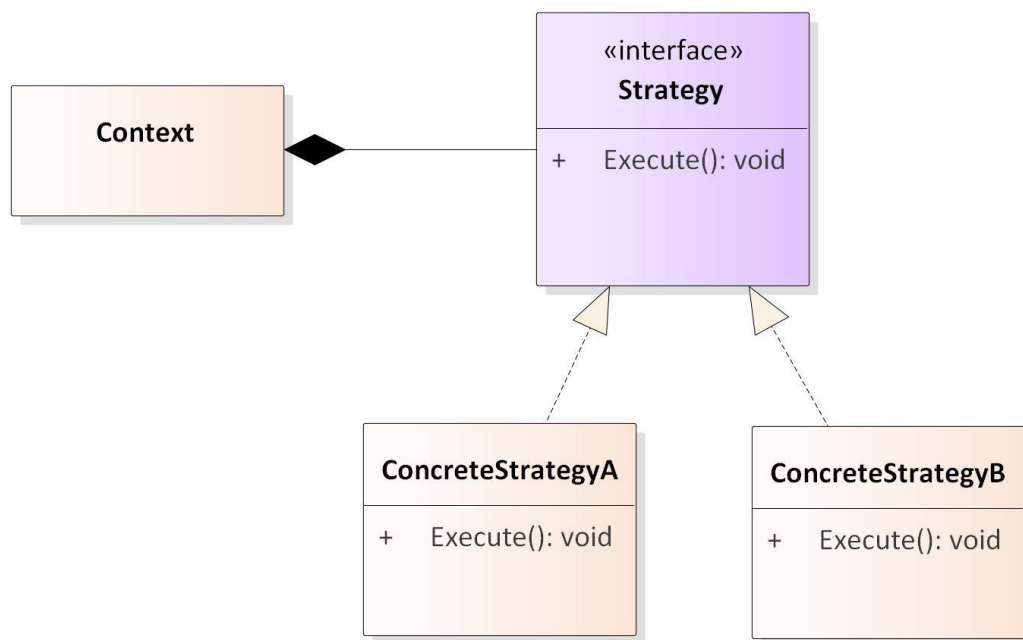 Context
«interface»
Strategy
+ Execute(): void
ConcreteStrategyA
+ Execute(): void
ConcreteStrategyB
+ Execute(): void